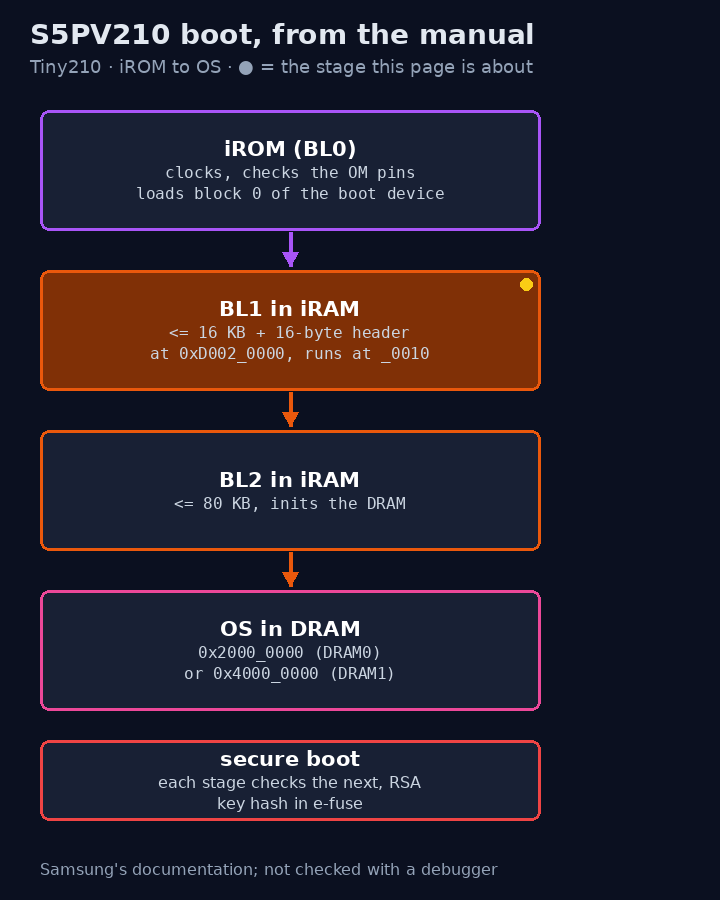 S5PV210 boot, from the manual
Tiny210 · iROM to OS · ● = the stage this page is about
iROM (BL0)
clocks, checks the OM pins
loads block 0 of the boot device
BL1 in iRAM
<= 16 KB + 16-byte header
at 0xD002_0000, runs at _0010
BL2 in iRAM
<= 80 KB, inits the DRAM
OS in DRAM
0x2000_0000 (DRAM0)
or 0x4000_0000 (DRAM1)
secure boot
each stage checks the next, RSA
key hash in e-fuse
Samsung's documentation; not checked with a debugger